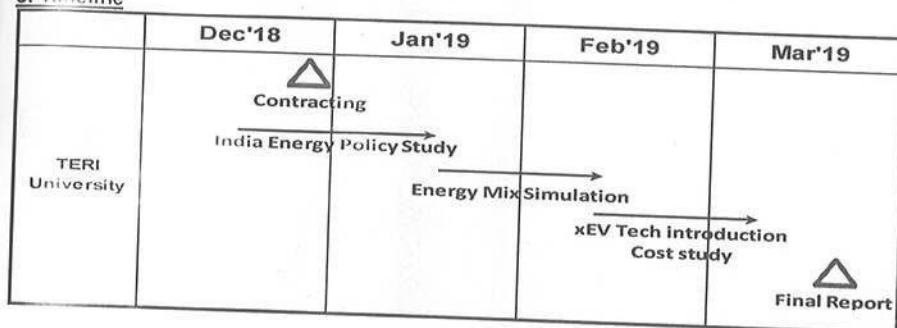 Timeline
Dec'18 Jan'19 Feb'19 Mar'19
Contracting
India Energy Policy Study
TERI
University
Energy Mix Simulation
xEV Tech introduction
Cost study
Final Report